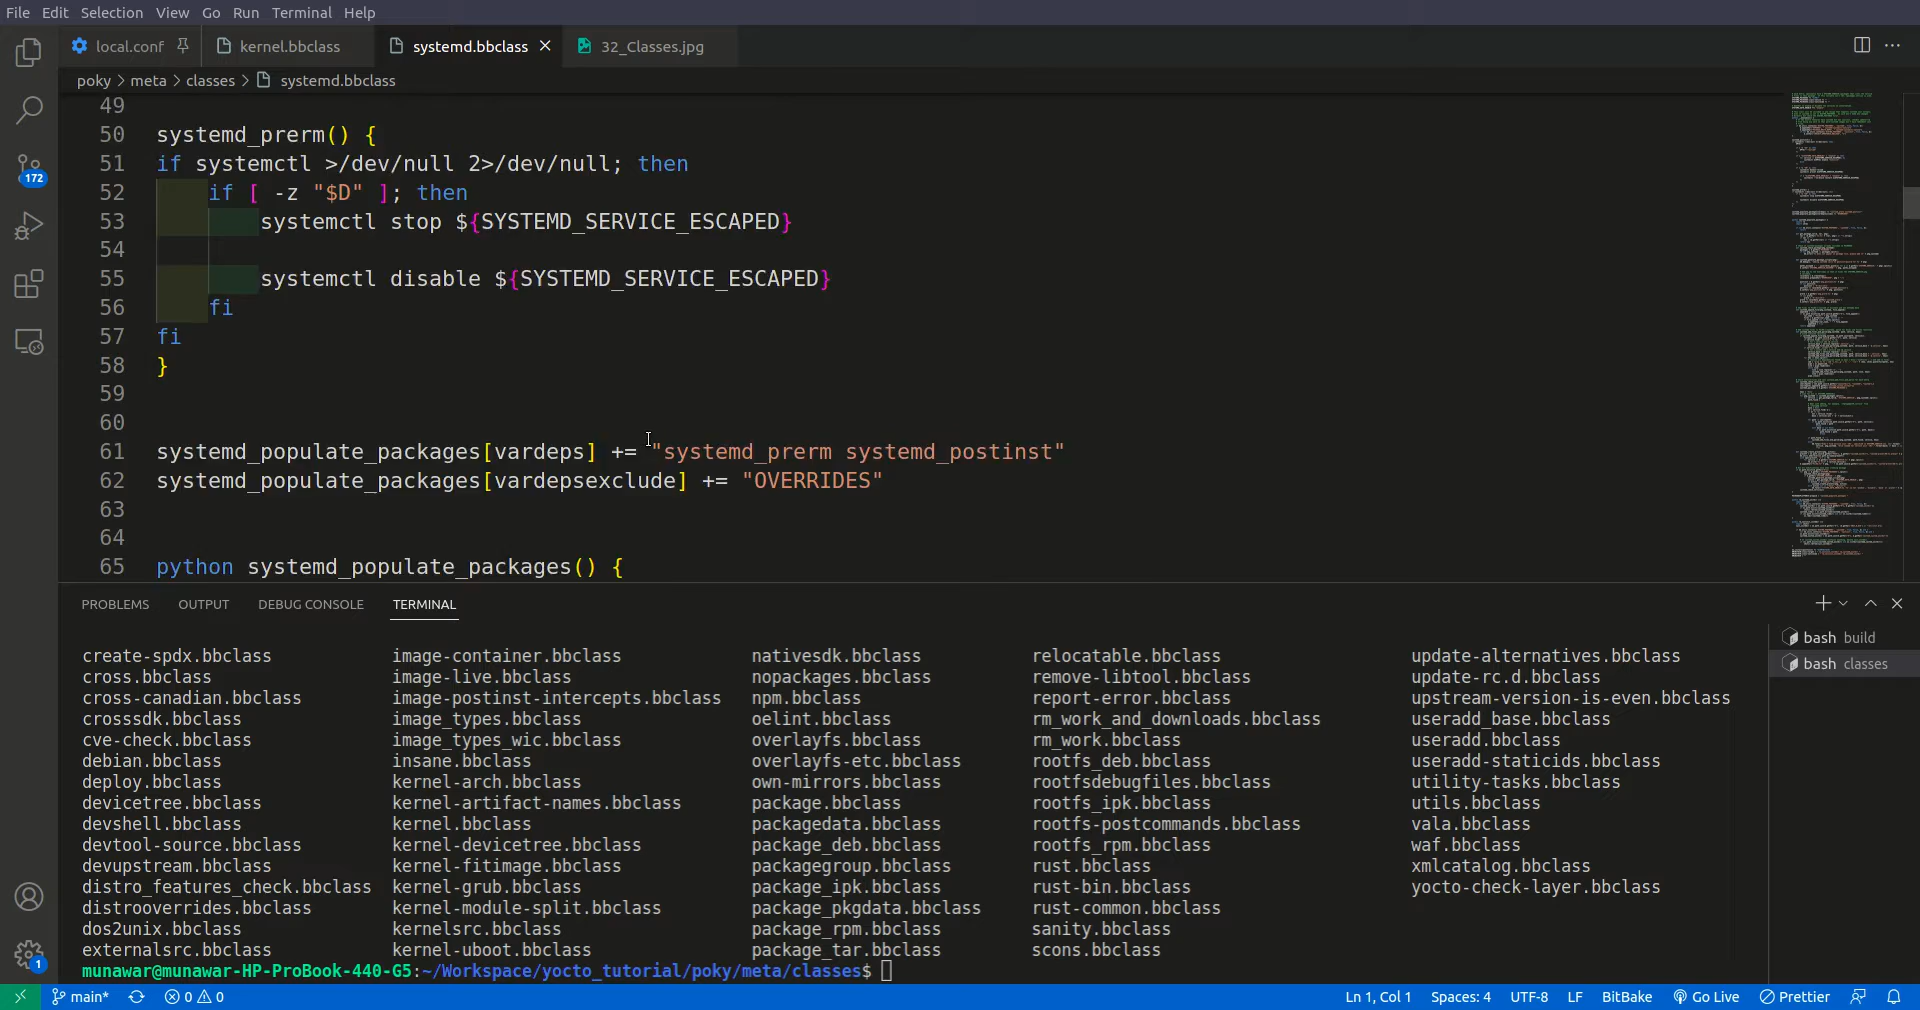 File Edit Selection View Go Run Terminal Help
local.conf kernel.bbclass systemd.bbclass 32_Classes.jpg
poky > meta > classes > systemd.bbclass
49
50 systemd_prerm() {
51 if systemctl >/dev/null 2>/dev/null; then
52 if [ -z "$D" ]; then
53 systemctl stop ${SYSTEMD_SERVICE_ESCAPED}
54
55 systemctl disable ${SYSTEMD_SERVICE_ESCAPED}
56 fi
57 fi
58 }
59
60
61 systemd_populate_packages[vardeps] += "systemd_prerm systemd_postinst"
62 systemd_populate_packages[vardepsexclude] += "OVERRIDES"
63
64
65 python systemd_populate_packages() {
172
PROBLEMS OUTPUT DEBUG CONSOLE TERMINAL
bash build
bash classes
create-spdx.bbclass image-container.bbclass nativesdk.bbclass relocatable.bbclass update-alternatives.bbclass
cross.bbclass image-live.bbclass nopackages.bbclass remove-libtool.bbclass update-rc.d.bbclass
cross-canadian.bbclass image-postinst-intercepts.bbclass npm.bbclass report-error.bbclass upstream-version-is-even.bbclass
crosssdk.bbclass image_types.bbclass oelint.bbclass rm_work_and_downloads.bbclass useradd_base.bbclass
cve-check.bbclass image_types_wic.bbclass overlayfs.bbclass rm_work.bbclass useradd.bbclass
debian.bbclass insane.bbclass overlayfs-etc.bbclass rootfs_deb.bbclass useradd-staticids.bbclass
deploy.bbclass kernel-arch.bbclass own-mirrors.bbclass rootfsdebugfiles.bbclass utility-tasks.bbclass
devicetree.bbclass kernel-artifact-names.bbclass package.bbclass rootfs_ipk.bbclass utils.bbclass
devshell.bbclass kernel.bbclass packagedata.bbclass rootfs-postcommands.bbclass vala.bbclass
devtool-source.bbclass kernel-devicetree.bbclass package_deb.bbclass rootfs_rpm.bbclass waf.bbclass
devupstream.bbclass kernel-fitimage.bbclass packagegroup.bbclass rust.bbclass xmlcatalog.bbclass
distro_features_check.bbclass kernel-grub.bbclass package_ipk.bbclass rust-bin.bbclass yocto-check-layer.bbclass
distrooverrides.bbclass kernel-module-split.bbclass package_pkgdata.bbclass rust-common.bbclass
dos2unix.bbclass kernelsrc.bbclass package_rpm.bbclass sanity.bbclass
externalsrc.bbclass kernel-uboot.bbclass package_tar.bbclass scons.bbclass
munawar@munawar-HP-ProBook-440-G5:~/Workspace/yocto_tutorial/poky/meta/classes$
1
main* 0 0 Ln 1, Col 1 Spaces: 4 UTF-8 LF BitBake Go Live Prettier